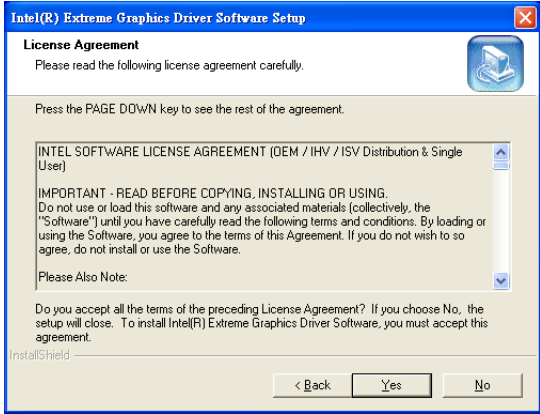 Intel(R) Extreme Graphics Driver Software Setup
License Agreement
Please read the following license agreement carefully.
Press the PAGE DOWN key to see the rest of the agreement.
INTEL SOFTWARE LICENSE AGREEMENT (OEM / IHV / ISV Distribution & Single
User)
IMPORTANT - READ BEFORE COPYING, INSTALLING OR USING.
Do not use or load this software and any associated materials (collectively, the
"Software") until you have carefully read the following terms and conditions. By loading or
using the Software, you agree to the terms of this Agreement. If you do not wish to so
agree, do not install or use the Software.
Please Also Note:
Do you accept all the terms of the preceding License Agreement?  If you choose No,  the
setup will close.  To install Intel(R) Extreme Graphics Driver Software, you must accept this
agreement.
InstallShield
< Back
Yes
No